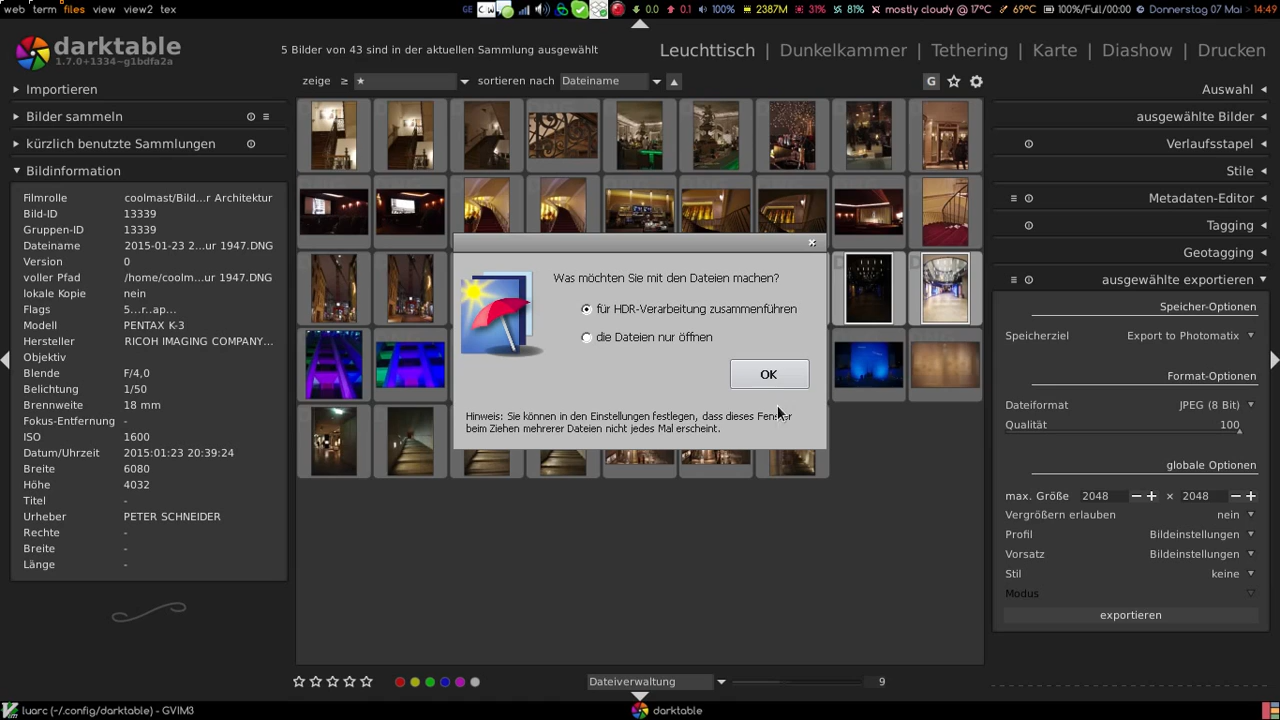 web term files view view2 tex
GE
0.0 0.1 100% 2387M 31% 5% mostly cloudy @ 17°C 69°C 100%/Full/00:00 Donnerstag 07 Mai 14:49
darktable
1.7.0+1334~g1bdfa2a
5 Bilder von 43 sind in der aktuellen Sammlung ausgewählt
Leuchttisch | Dunkelkammer | Tethering | Karte | Diashow | Drucken
zeige ≥ ★ sortieren nach Dateiname
G
Importieren
Bilder sammeln
kürzlich benutzte Sammlungen
Bildinformation
Filmrolle coolmast/Bild...r Architektur
Bild-ID 13339
Gruppen-ID 13339
Dateiname 2015-01-23 2...ur 1947.DNG
Version 0
voller Pfad /home/coolm...ur 1947.DNG
lokale Kopie nein
Flags 5...r..ap...
Modell PENTAX K-3
Hersteller RICOH IMAGING COMPANY...
Objektiv
Blende F/4,0
Belichtung 1/50
Brennweite 18 mm
Fokus-Entfernung -
ISO 1600
Datum/Uhrzeit 2015:01:23 20:39:24
Breite 6080
Höhe 4032
Titel -
Urheber PETER SCHNEIDER
Rechte -
Breite -
Länge -
Was möchten Sie mit den Dateien machen?
für HDR-Verarbeitung zusammenführen
die Dateien nur öffnen
OK
Hinweis: Sie können in den Einstellungen festlegen, dass dieses Fenster
beim Ziehen mehrerer Dateien nicht jedes Mal erscheint.
Auswahl
ausgewählte Bilder
Verlaufsstapel
Stile
Metadaten-Editor
Tagging
Geotagging
ausgewählte exportieren
Speicher-Optionen
Speicherziel Export to Photomatix
Format-Optionen
Dateiformat JPEG (8 Bit)
Qualität 100
globale Optionen
max. Größe 2048 × 2048
Vergrößern erlauben nein
Profil Bildeinstellungen
Vorsatz Bildeinstellungen
Stil keine
Modus
exportieren
Dateiverwaltung
9
luarc (~/.config/darktable) - GVIM3
darktable